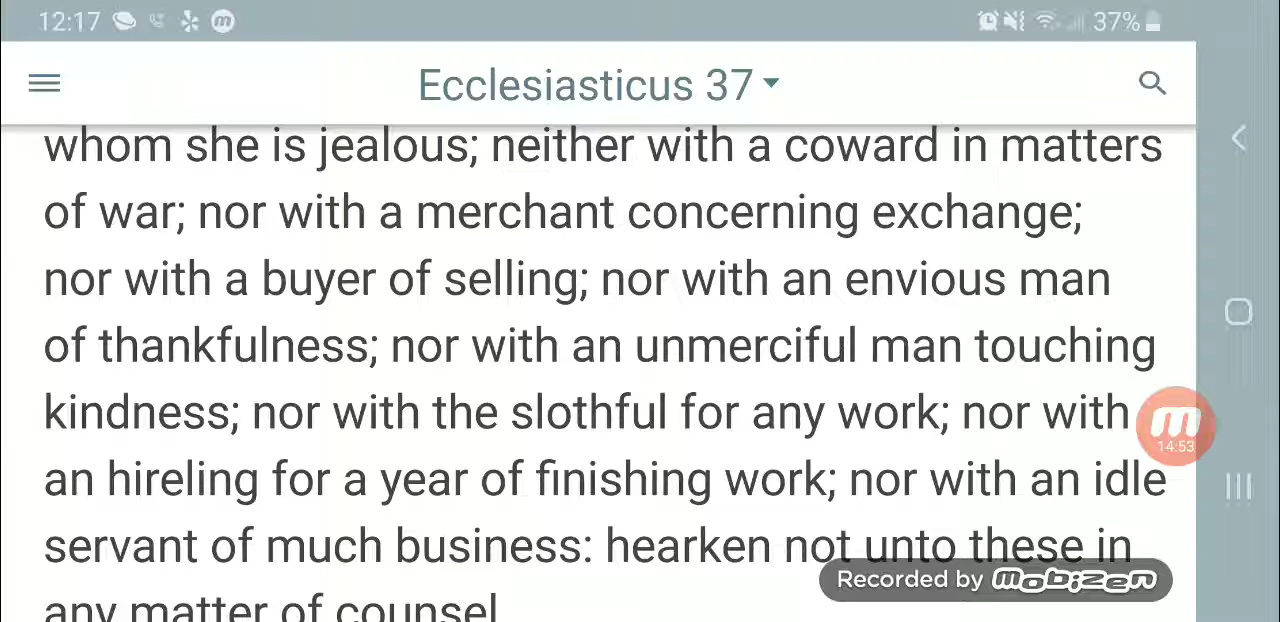 12:17
37%
Ecclesiasticus 37
whom she is jealous; neither with a coward in matters
of war; nor with a merchant concerning exchange;
nor with a buyer of selling; nor with an envious man
of thankfulness; nor with an unmerciful man touching
kindness; nor with the slothful for any work; nor with
m
14:53
an hireling for a year of finishing work; nor with an idle
servant of much business: hearken not unto these in
Recorded by mobizen
any matter of counsel